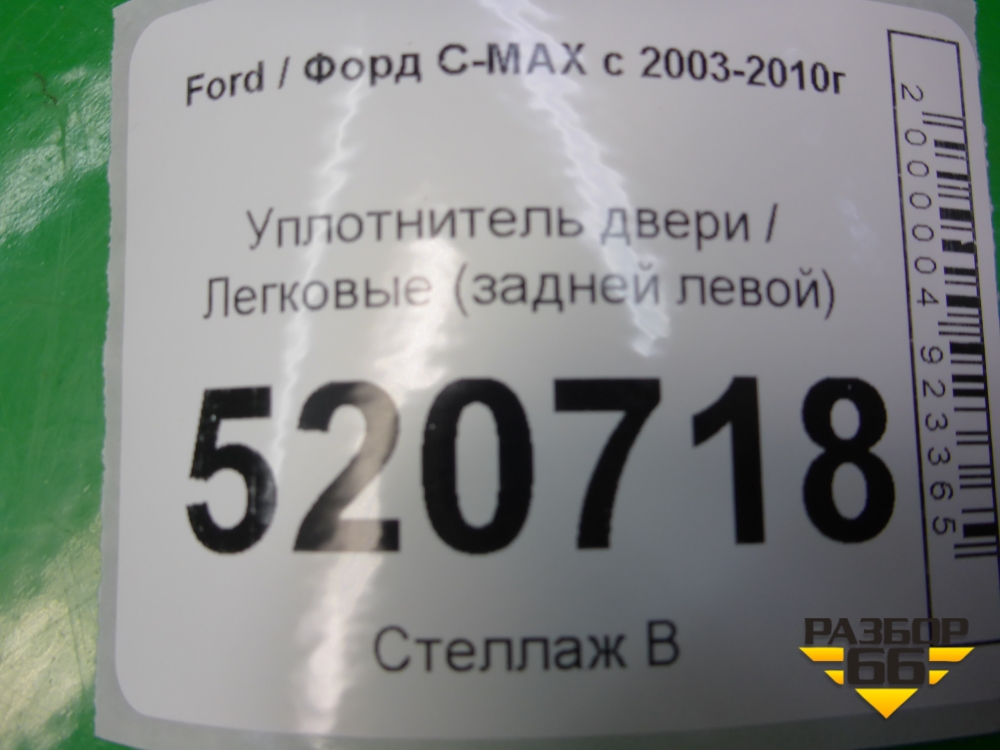 Ford / Форд C-MAX с 2003-2010г
Уплотнитель двери /
Легковые (задней левой)
520718
Стеллаж В
2000004923365
РАЗБОР
66